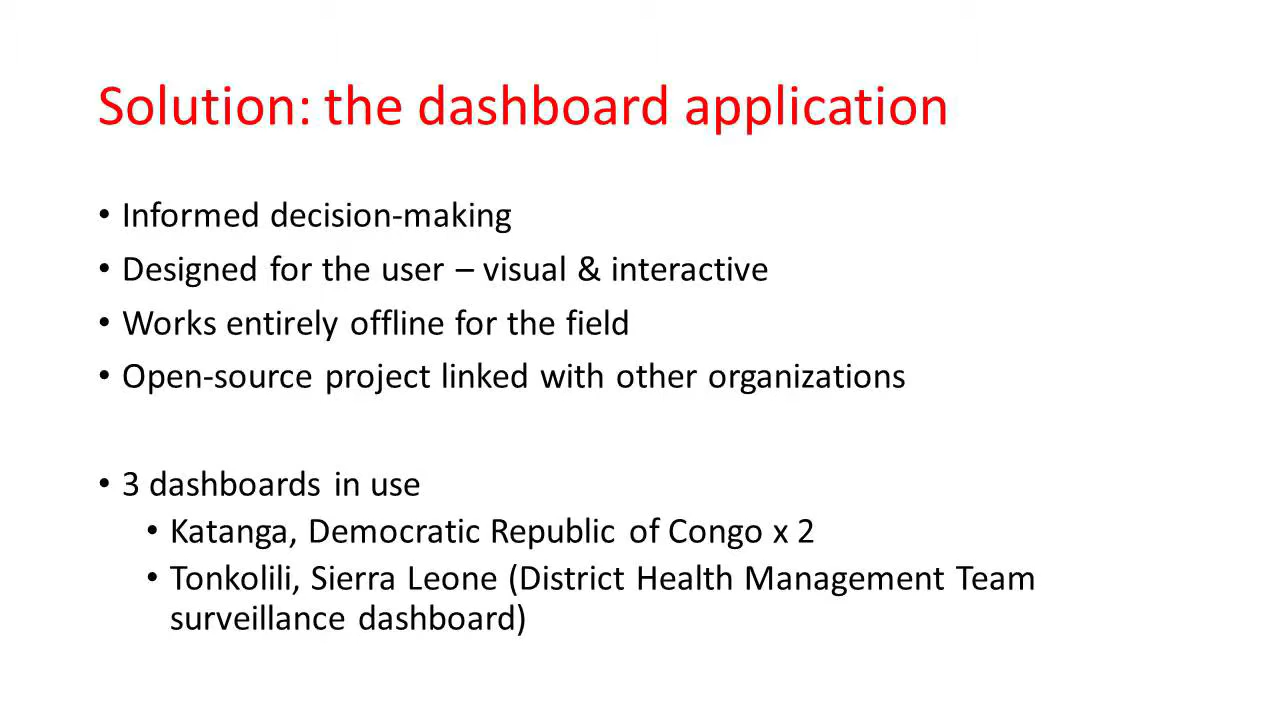 Solution: the dashboard application
• Informed decision-making
• Designed for the user – visual & interactive
• Works entirely offline for the field
• Open-source project linked with other organizations
• 3 dashboards in use
• Katanga, Democratic Republic of Congo x 2
• Tonkolili, Sierra Leone (District Health Management Team
surveillance dashboard)